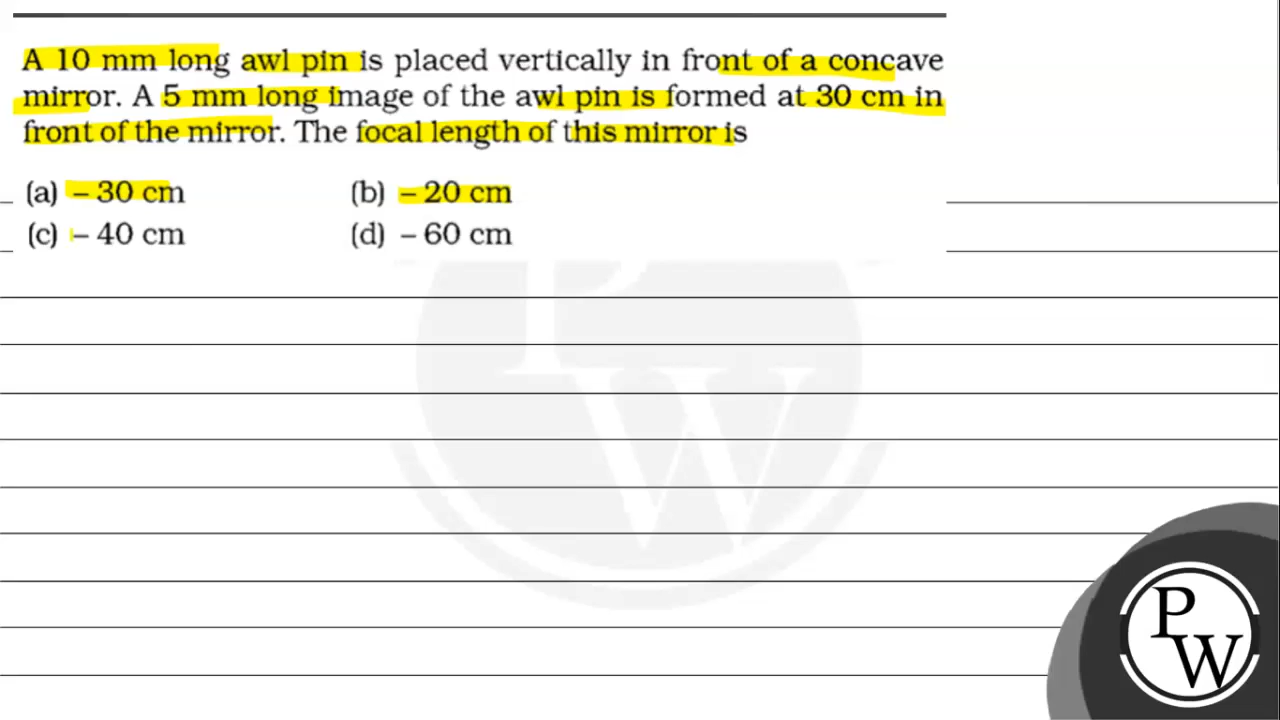 A 10 mm long awl pin is placed vertically in front of a concave
mirror. A 5 mm long image of the awl pin is formed at 30 cm in
front of the mirror. The focal length of this mirror is
(a) – 30 cm (b) – 20 cm
(c) – 40 cm (d) – 60 cm
PW
PW